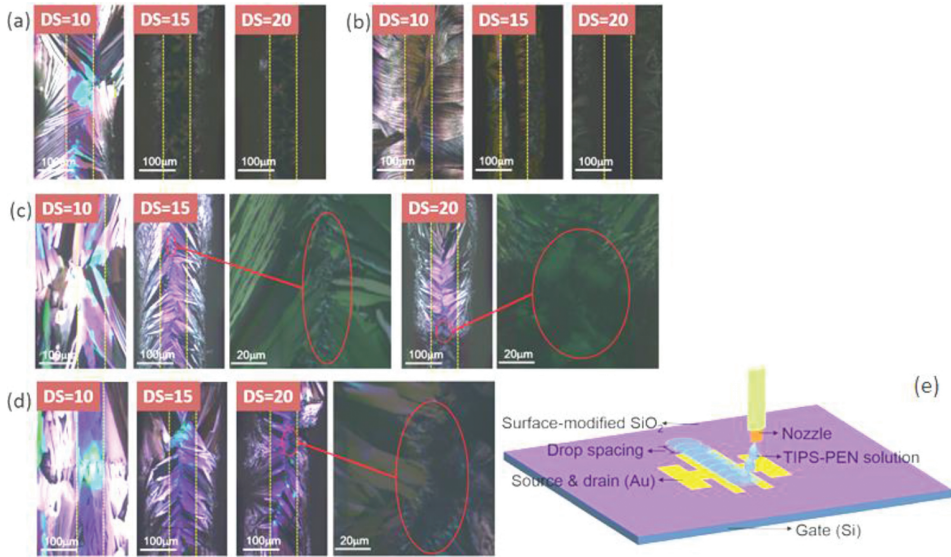 (a)
DS=10
DS=15
DS=20
100μm
100μm
100μm
(b)
DS=10
DS=15
DS=20
100μm
100μm
100μm
(c)
DS=10
DS=15
DS=20
100μm
100μm
20μm
100μm
20μm
(d)
DS=10
DS=15
DS=20
100μm
100μm
100μm
20μm
(e)
Surface-modified SiO2
Nozzle
Drop spacing
TIPS-PEN solution
Source & drain (Au)
Gate (Si)